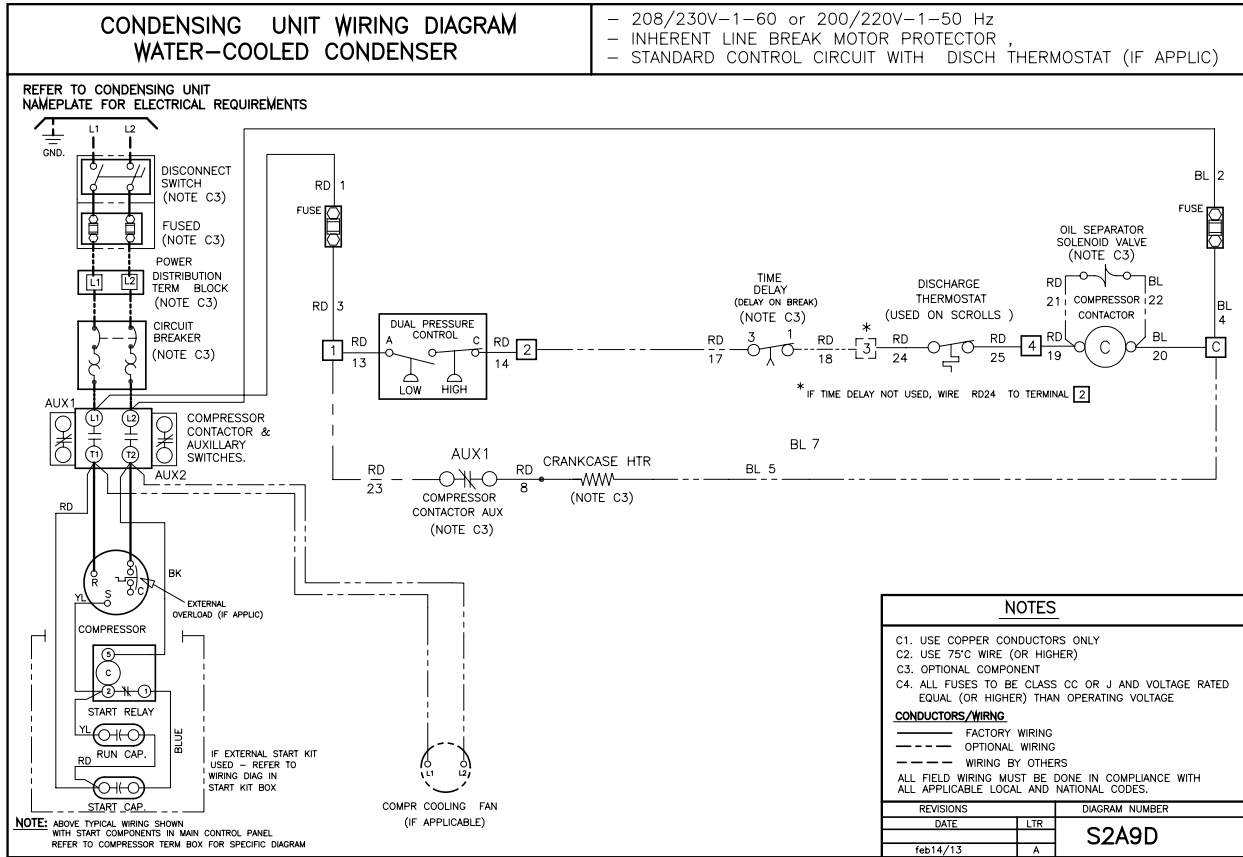 CONDENSING UNIT WIRING DIAGRAM
WATER-COOLED CONDENSER
- 208/230V-1-60 or 200/220V-1-50 Hz
- INHERENT LINE BREAK MOTOR PROTECTOR ,
- STANDARD CONTROL CIRCUIT WITH DISCH THERMOSTAT (IF APPLIC)
REFER TO CONDENSING UNIT
NAMEPLATE FOR ELECTRICAL REQUIREMENTS
L1 L2
GND.
DISCONNECT
SWITCH
(NOTE C3)
FUSED
(NOTE C3)
POWER
DISTRIBUTION
TERM BLOCK
(NOTE C3)
L1 L2
CIRCUIT
BREAKER
(NOTE C3)
AUX1
L1 L2
T1 T2
COMPRESSOR
CONTACTOR &
AUXILLARY
SWITCHES.
AUX2
RD
BK
R
S
C
YL
EXTERNAL
OVERLOAD (IF APPLIC)
COMPRESSOR
5
C
2 1
START RELAY
YL
RUN CAP.
RD
BLUE
START CAP.
IF EXTERNAL START KIT
USED - REFER TO
WIRING DIAG IN
START KIT BOX
NOTE: ABOVE TYPICAL WIRING SHOWN
WITH START COMPONENTS IN MAIN CONTROL PANEL
REFER TO COMPRESSOR TERM BOX FOR SPECIFIC DIAGRAM
RD 1
FUSE
RD 3
1
RD
13
DUAL PRESSURE
CONTROL
A C
LOW HIGH
RD
14
2
RD
17
TIME
DELAY
(DELAY ON BREAK)
(NOTE C3)
3 1
RD
18
*
3
RD
24
DISCHARGE
THERMOSTAT
(USED ON SCROLLS )
RD
25
4
RD
19
OIL SEPARATOR
SOLENOID VALVE
(NOTE C3)
RD
21
BL
22
COMPRESSOR
CONTACTOR
C
BL
20
BL 2
FUSE
BL
4
C
* IF TIME DELAY NOT USED, WIRE RD24 TO TERMINAL 2
RD
23
AUX1
COMPRESSOR
CONTACTOR AUX
(NOTE C3)
RD
8
CRANKCASE HTR
(NOTE C3)
BL 7
BL 5
L1 L2
COMPR COOLING FAN
(IF APPLICABLE)
NOTES
C1. USE COPPER CONDUCTORS ONLY
C2. USE 75°C WIRE (OR HIGHER)
C3. OPTIONAL COMPONENT
C4. ALL FUSES TO BE CLASS CC OR J AND VOLTAGE RATED
EQUAL (OR HIGHER) THAN OPERATING VOLTAGE
CONDUCTORS/WIRNG
FACTORY WIRING
OPTIONAL WIRING
WIRING BY OTHERS
ALL FIELD WIRING MUST BE DONE IN COMPLIANCE WITH
ALL APPLICABLE LOCAL AND NATIONAL CODES.
REVISIONS
DATE LTR
feb14/13 A
DIAGRAM NUMBER
S2A9D